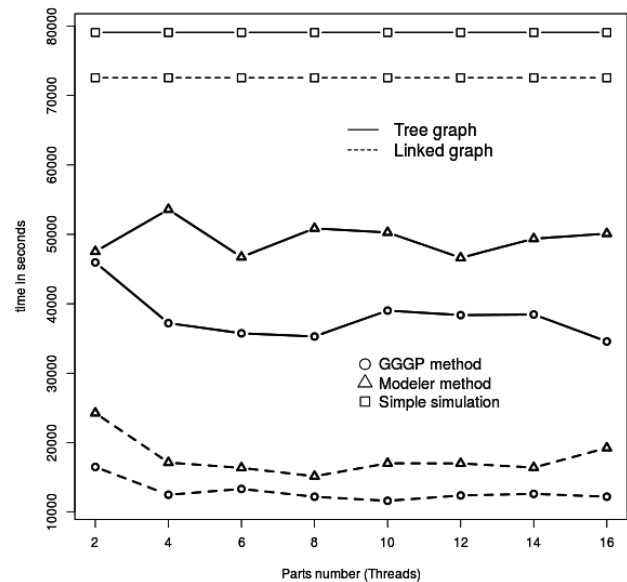 80000
70000
60000
50000
40000
30000
20000
10000
time in seconds
Tree graph
Linked graph
GGGP method
Modeler method
Simple simulation
2 4 6 8 10 12 14 16
Parts number (Threads)